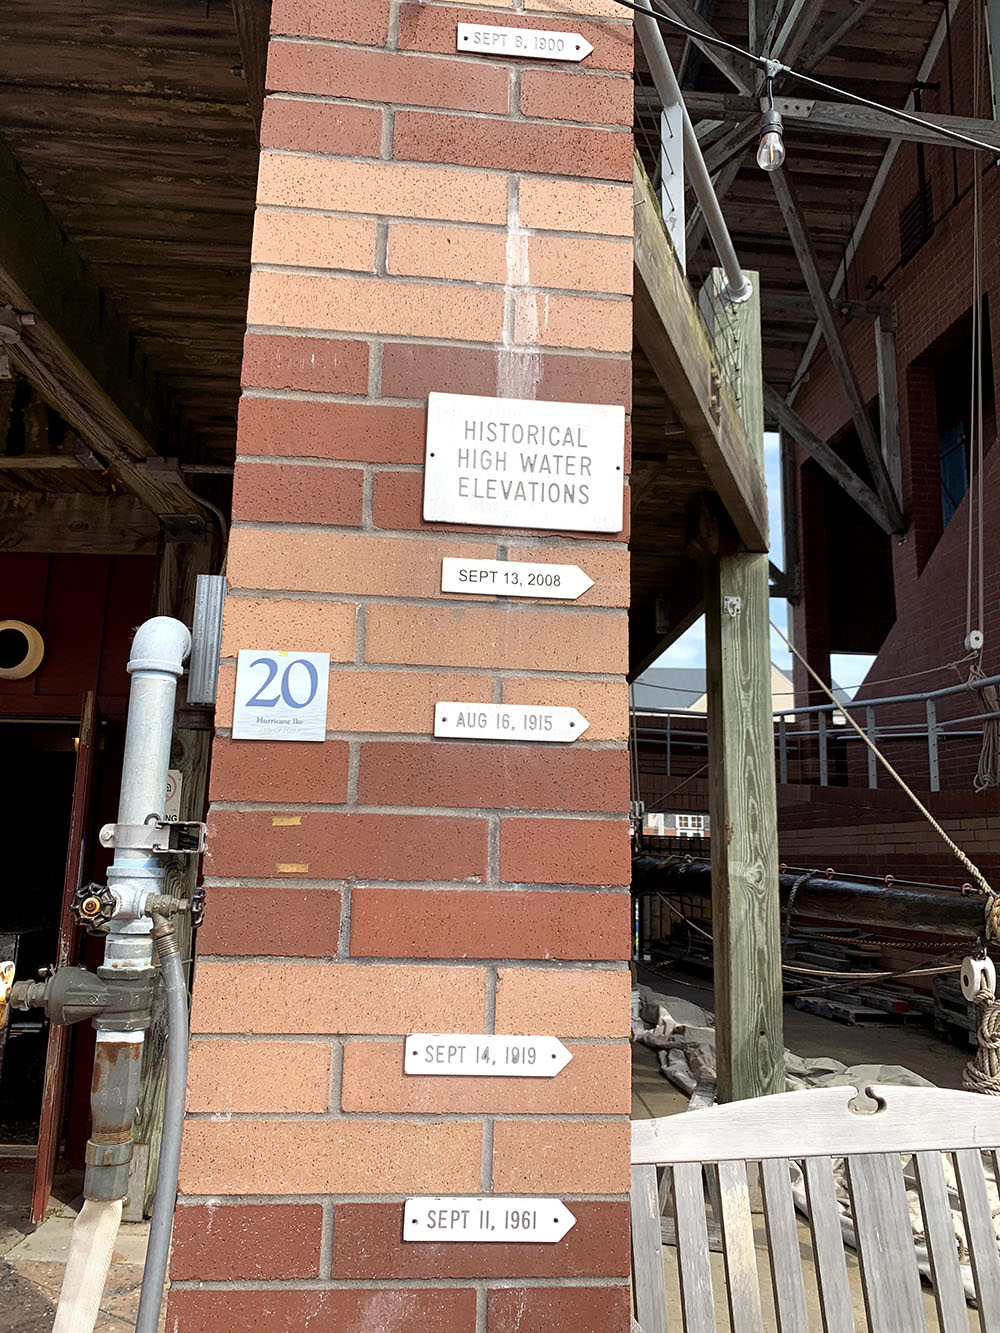 SEPT 8, 1900
HISTORICAL
HIGH WATER
ELEVATIONS
SEPT 13, 2008
20
Hurricane Ike
AUG 16, 1915
SEPT 14, 1919
SEPT 11, 1961